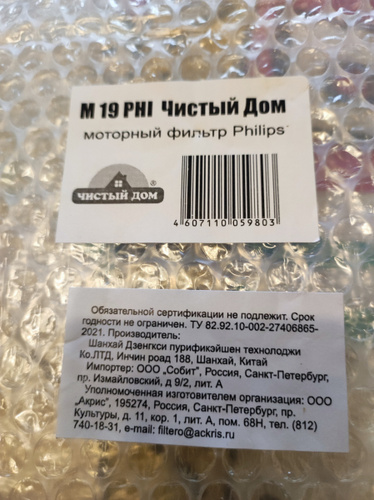 М 19 PHI Чистый Дом
моторный фильтр Philips
ЧИСТЫЙ ДОМ
4 607110 059803
Обязательной сертификации не подлежит. Срок
годности не ограничен. ТУ 82.92.10-002-27406865-
2021. Производитель:
Шанхай Дзенгкси пурификэйшен технолоджи
Ко.ЛТД, Инчин роад 188, Шанхай, Китай
Импортер: ООО „Собит", Россия, Санкт-Петербург,
пр. Измайловский, д 9/2, лит. А
Уполномоченная изготовителем организация: ООО
„Акрис", 195274, Россия, Санкт-Петербург, пр.
Культуры, д. 11, кор. 1, лит. А, пом. 68Н, тел. (812)
740-18-31, e-mail: filtero@ackris.ru